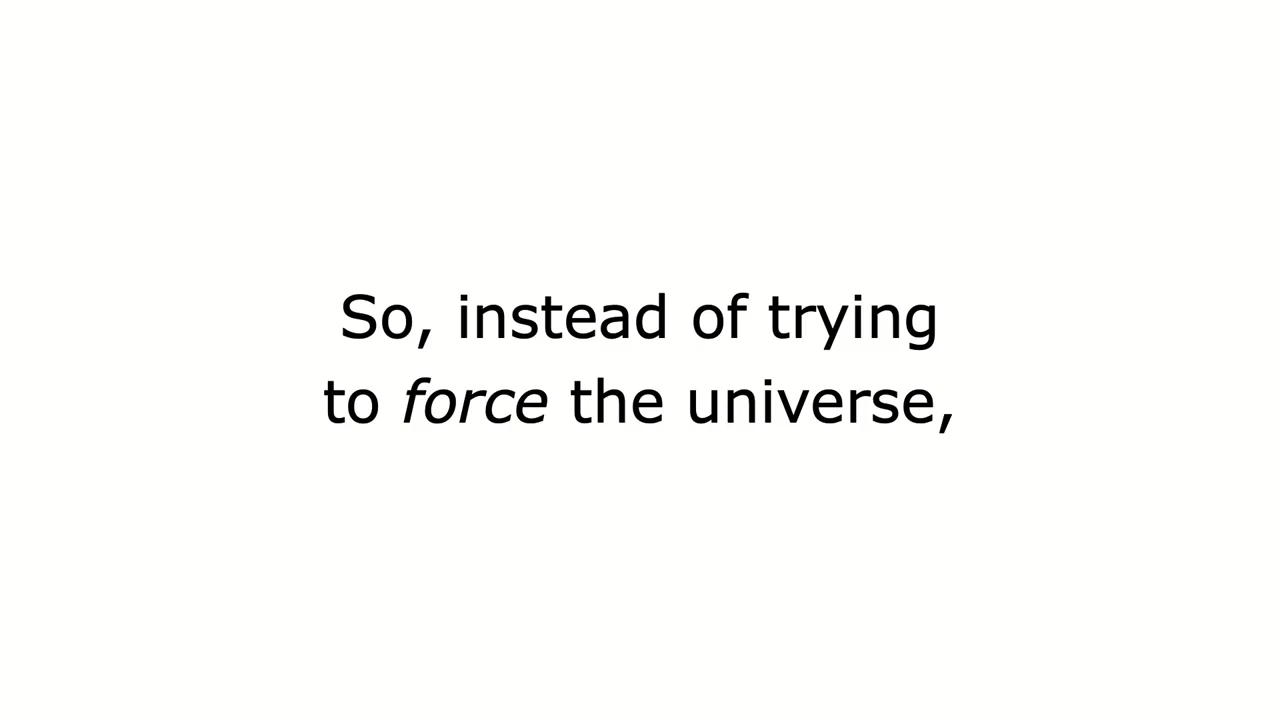 So, instead of trying
to force the universe,